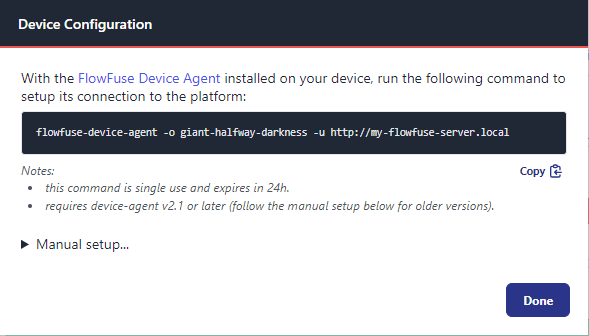 Device Configuration
With the FlowFuse Device Agent installed on your device, run the following command to
setup its connection to the platform:
flowfuse-device-agent -o giant-halfway-darkness -u http://my-flowfuse-server.local
Notes:
Copy
• this command is single use and expires in 24h.
• requires device-agent v2.1 or later (follow the manual setup below for older versions).
Manual setup...
Done